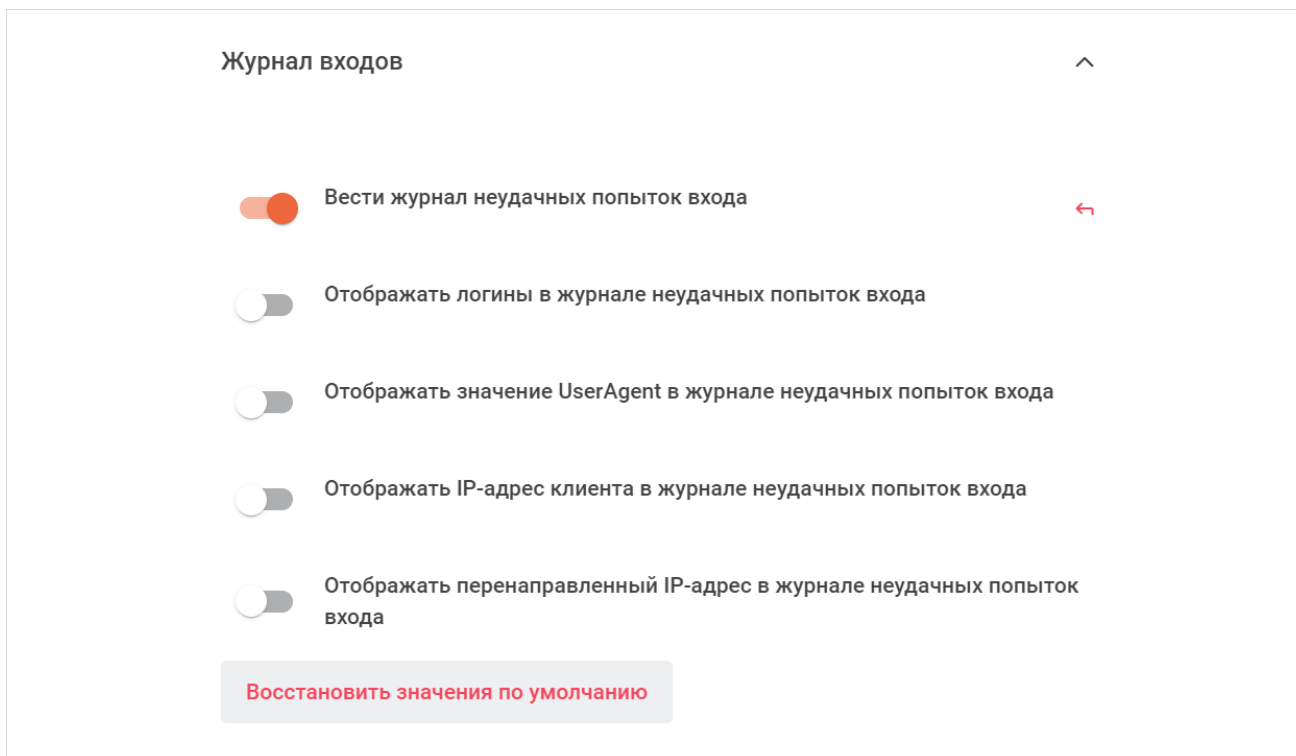 Журнал входов
Вести журнал неудачных попыток входа
Отображать логины в журнале неудачных попыток входа
Отображать значение UserAgent в журнале неудачных попыток входа
Отображать IP-адрес клиента в журнале неудачных попыток входа
Отображать перенаправленный IP-адрес в журнале неудачных попыток
входа
Восстановить значения по умолчанию